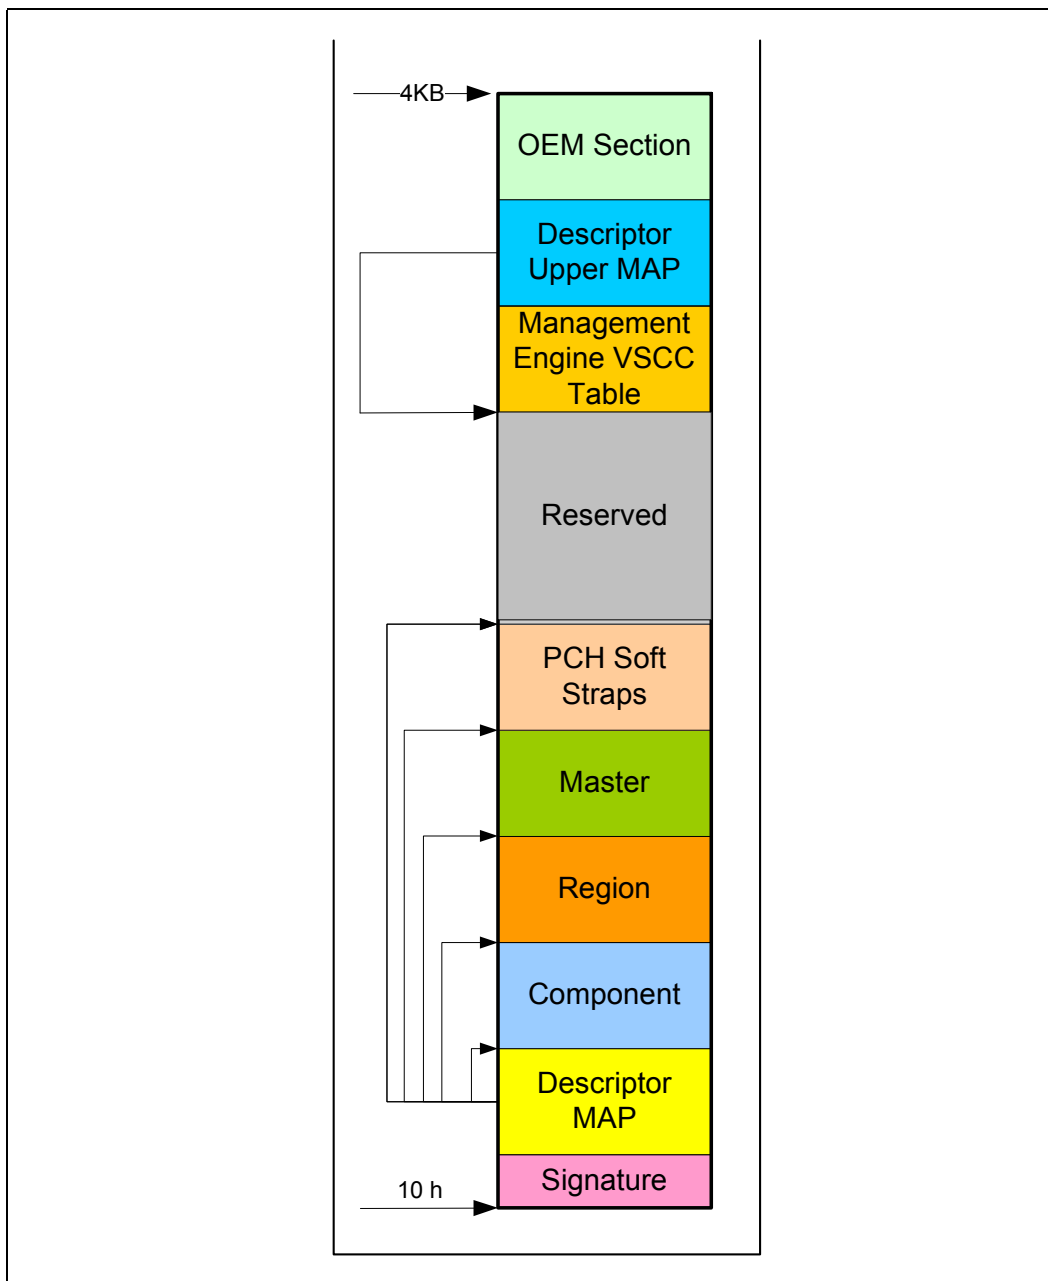 4KB
OEM Section
Descriptor
Upper MAP
Management
Engine VSCC
Table
Reserved
PCH Soft
Straps
Master
Region
Component
Descriptor
MAP
Signature
10 h